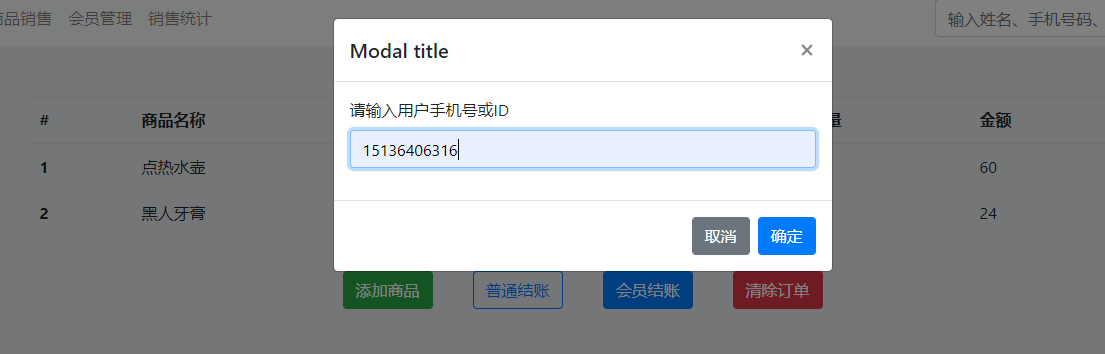 商品销售 会员管理 销售统计
输入姓名、手机号码、
Modal title
×
请输入用户手机号或ID
15136406316
取消 确定
# 商品名称 量 金额
1 点热水壶 60
2 黑人牙膏 24
添加商品 普通结账 会员结账 清除订单